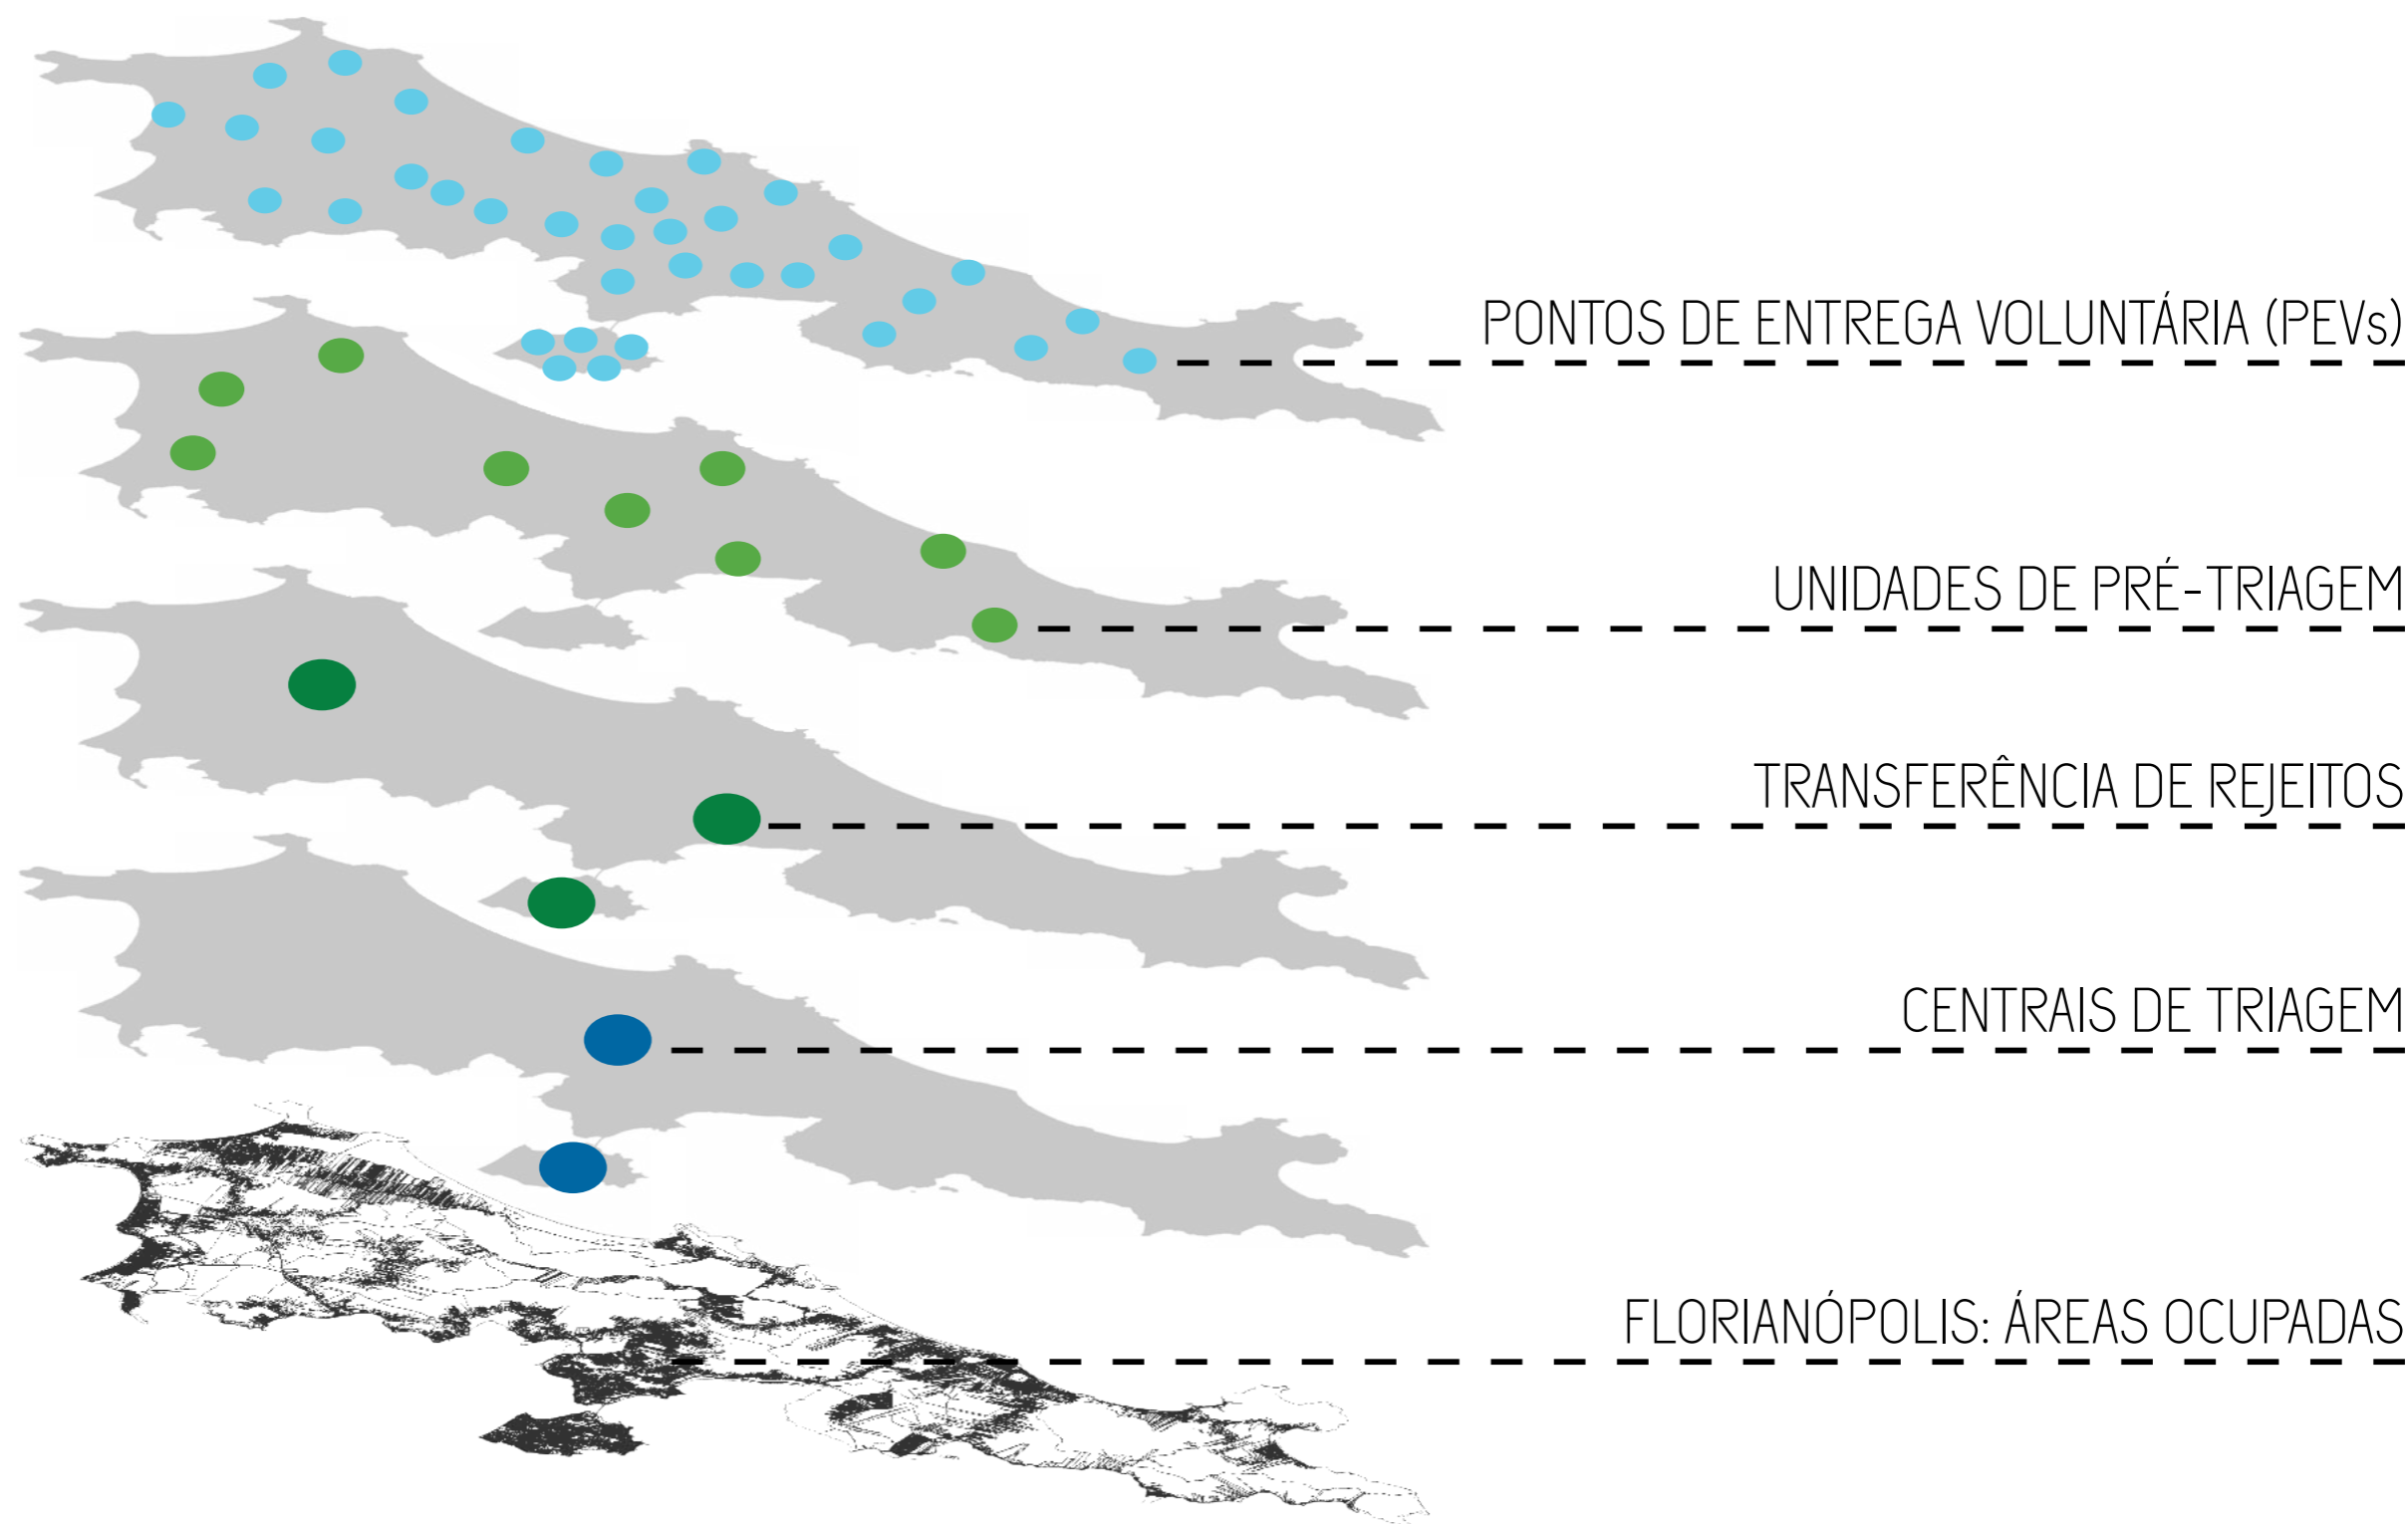 PONTOS DE ENTREGA VOLUNTÁRIA (PEVs)
UNIDADES DE PRÉ-TRIAGEM
TRANSFERÊNCIA DE REJEITOS
CENTRAIS DE TRIAGEM
FLORIANÓPOLIS: ÁREAS OCUPADAS